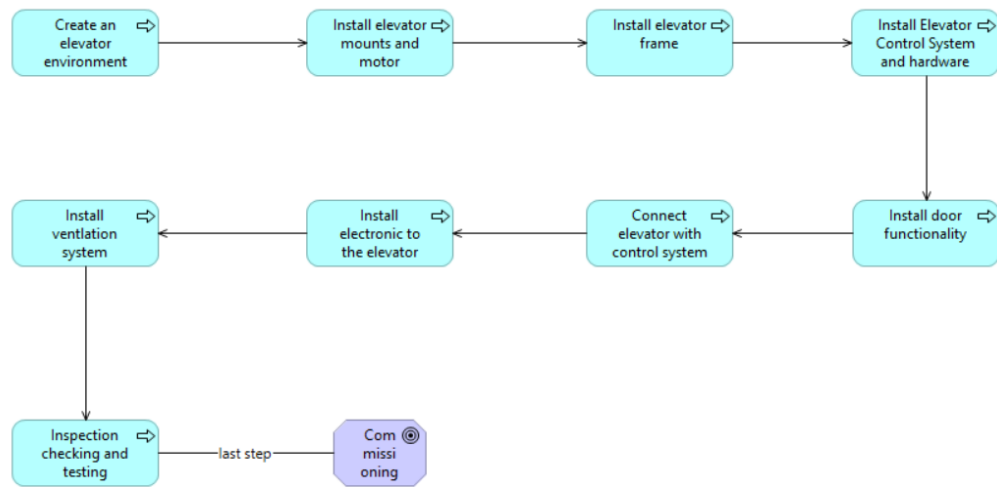 Create an
elevator
environment
Install elevator
mounts and
motor
Install elevator
frame
Install Elevator
Control System
and hardware
Install door
functionality
Connect
elevator with
control system
Install
electronic to
the elevator
Install
ventlation
system
Inspection
checking and
testing
last step
Com
missi
oning